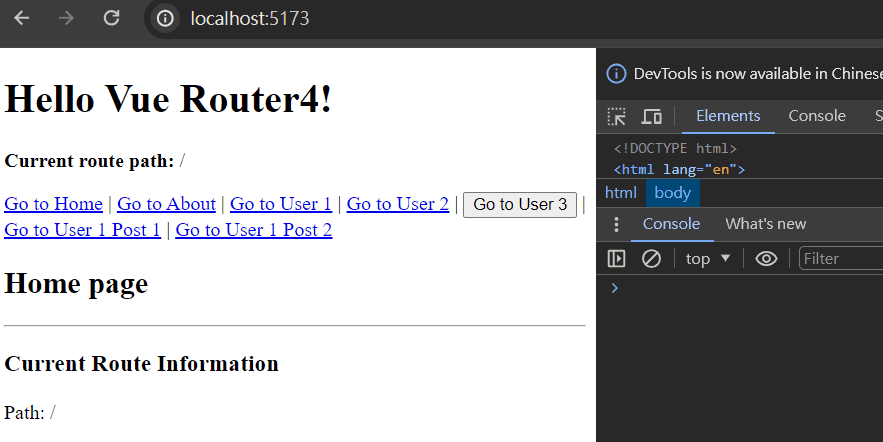 localhost:5173
Hello Vue Router4!
Current route path: /
Go to Home | Go to About | Go to User 1 | Go to User 2 | Go to User 3 |
Go to User 1 Post 1 | Go to User 1 Post 2
Home page
Current Route Information
Path: /
DevTools is now available in Chinese
Elements Console S
<!DOCTYPE html>
<html lang="en">
html body
Console What's new
top Filter